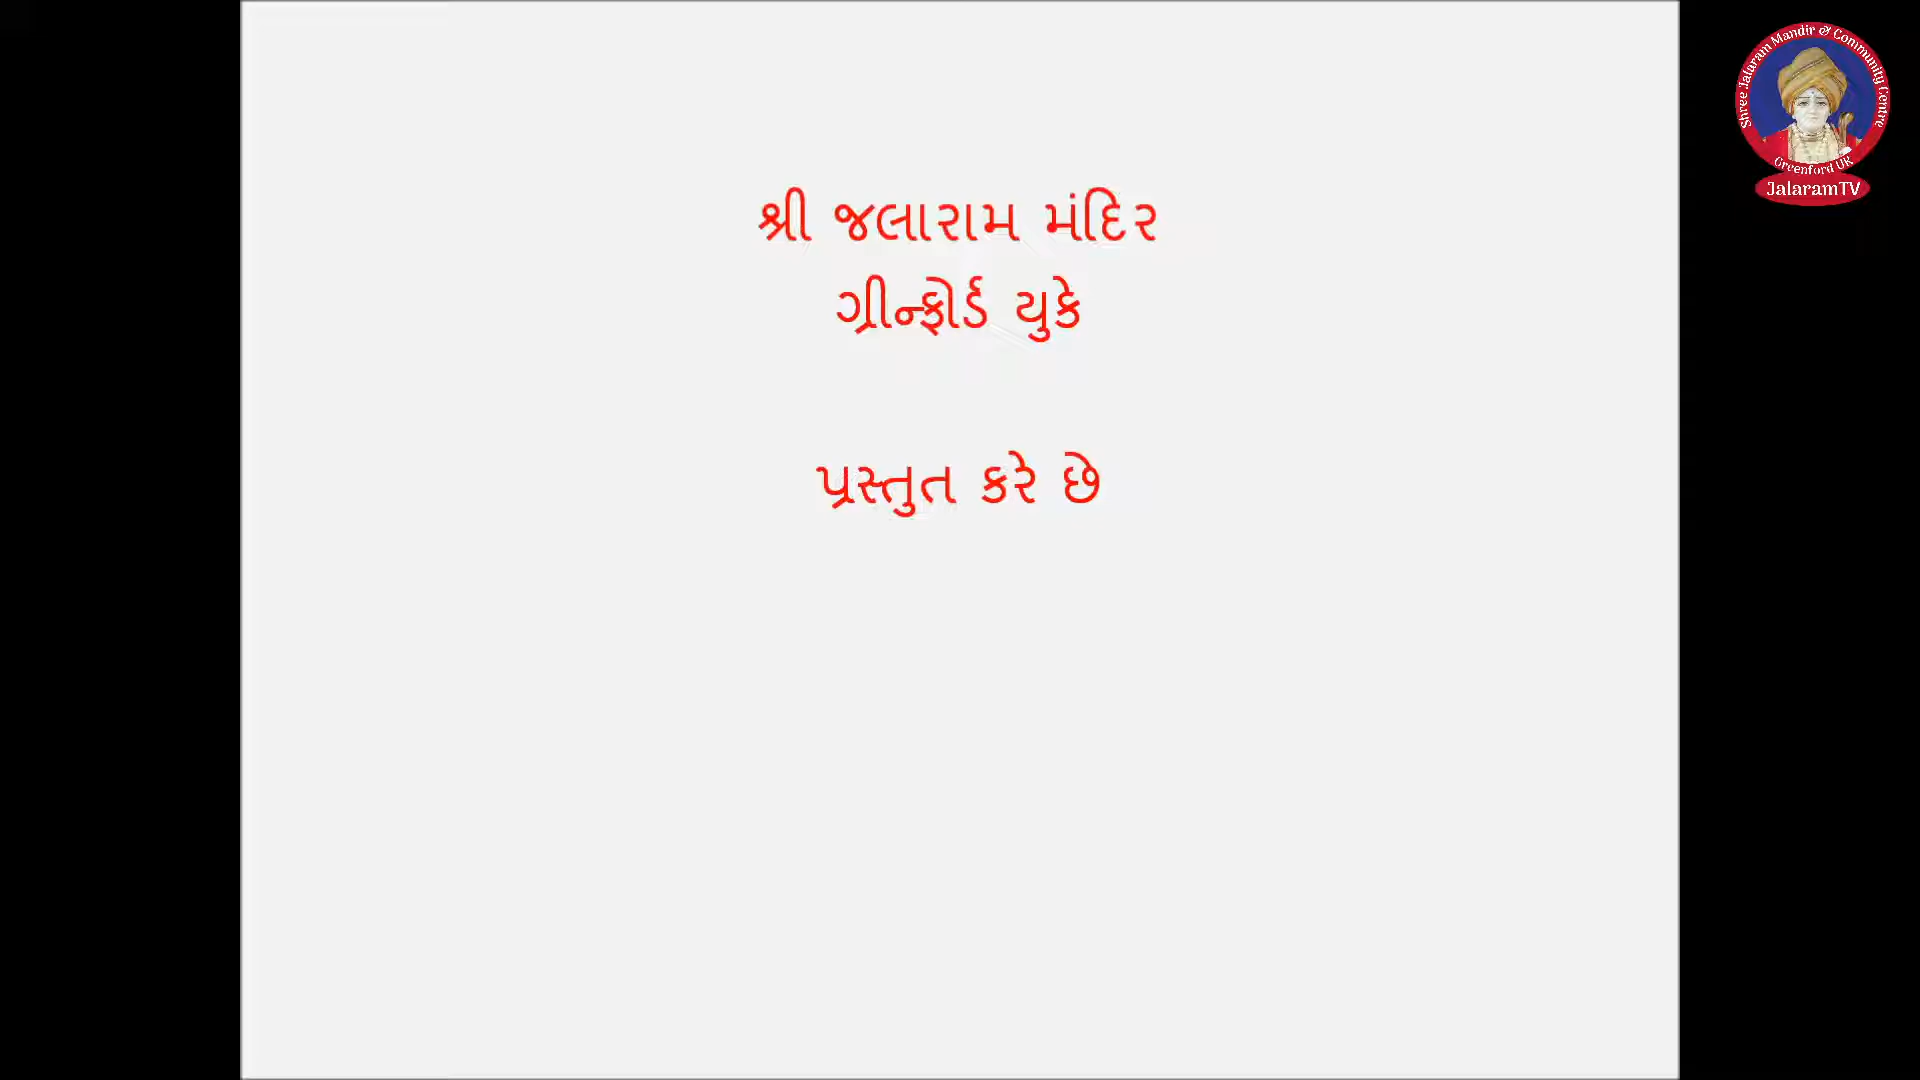 શ્રી જલારામ મંદિર
ગ્રીન્ફોર્ડ યુકે
પ્રસ્તુત કરે છે
Shree Jalaram Mandir & Community Centre
Greenford UK
JalaramTV